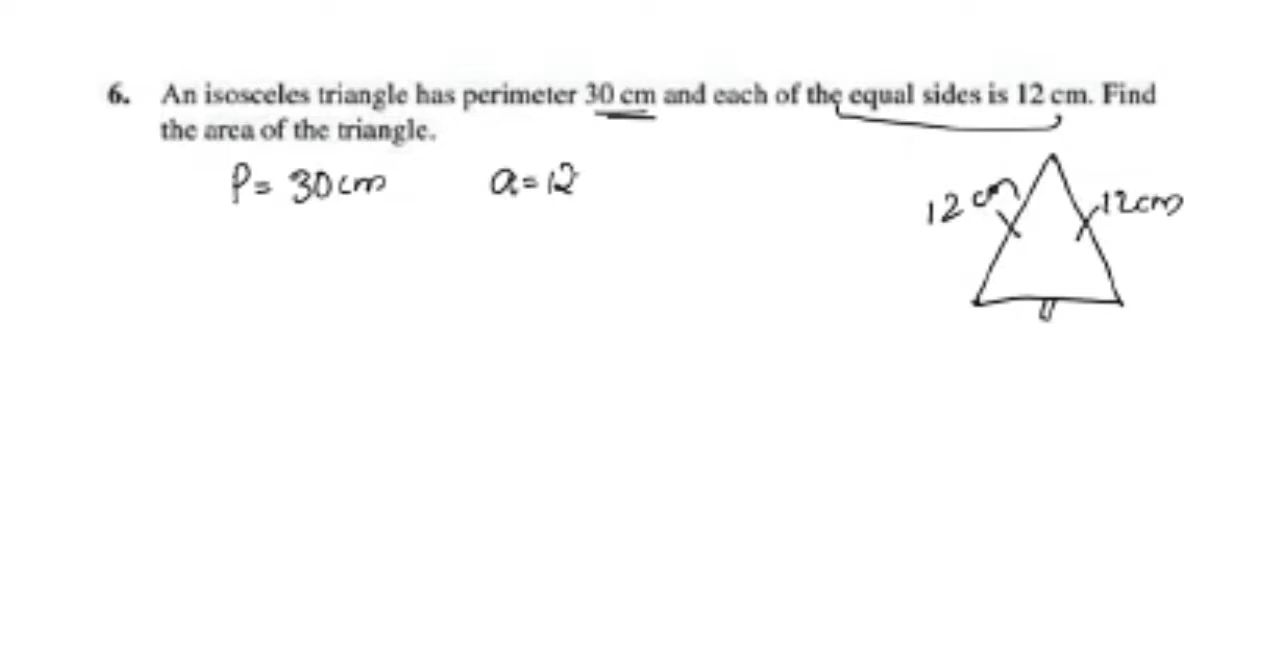 6. An isosceles triangle has perimeter 30 cm and each of the equal sides is 12 cm. Find
the area of the triangle.
P = 30 cm a = 12
12 cm 12 cm